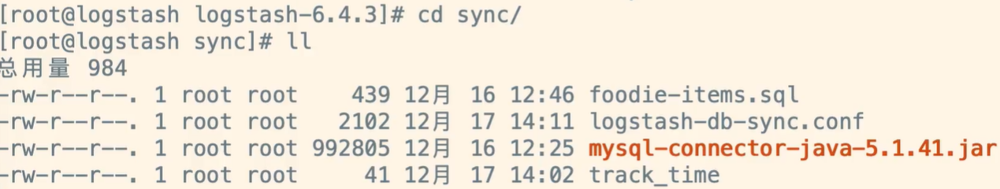 [root@logstash logstash-6.4.3]# cd sync/
[root@logstash sync]# ll
总用量 984
-rw-r--r--. 1 root root    439 12月  16 12:46 foodie-items.sql
-rw-r--r--. 1 root root   2102 12月  17 14:11 logstash-db-sync.conf
-rw-r--r--. 1 root root 992805 12月  16 12:25 mysql-connector-java-5.1.41.jar
-rw-r--r--. 1 root root     41 12月  17 14:02 track_time